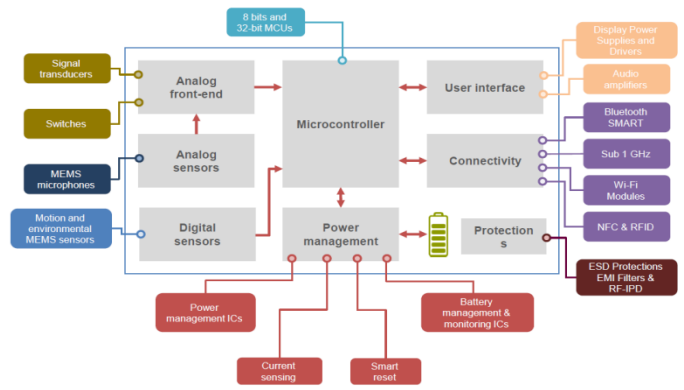 8 bits and
32-bit MCUs
Display Power
Supplies and
Drivers
Signal
transducers
Analog
front-end
User interface
Audio
amplifiers
Switches
Microcontroller
Bluetooth
SMART
MEMS
microphones
Analog
sensors
Connectivity
Sub 1 GHz
Wi-Fi
Modules
Motion and
environmental
MEMS sensors
Digital
sensors
Power
management
Protection
s
NFC & RFID
ESD Protections
EMI Filters &
RF-IPD
Power
management ICs
Battery
management &
monitoring ICs
Current
sensing
Smart
reset